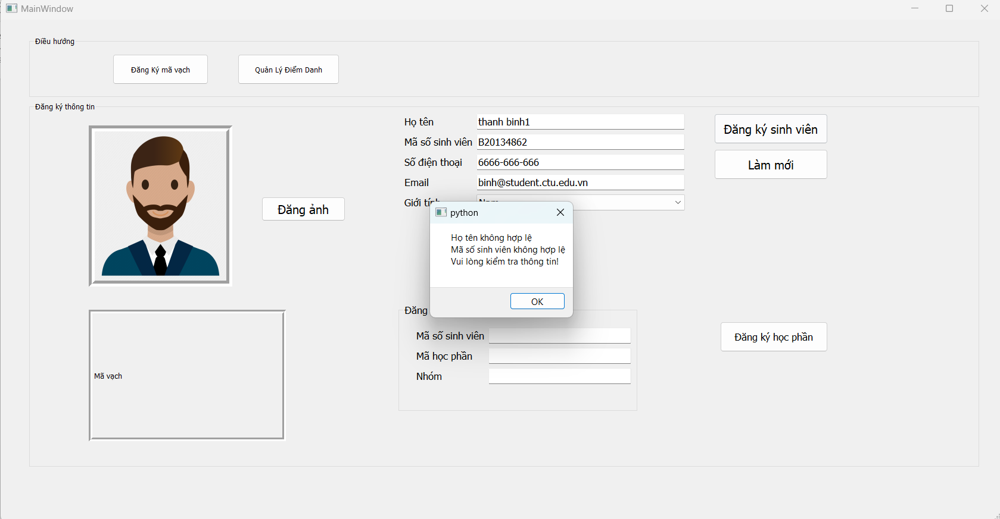 MainWindow
Điều hướng
Đăng Ký mã vạch
Quản Lý Điểm Danh
Đăng ký thông tin
Họ tên
thanh binh1
Đăng ký sinh viên
Mã số sinh viên
B20134862
Số điện thoại
6666-666-666
Làm mới
Email
binh@student.ctu.edu.vn
Giới tính
Nam
Đăng ảnh
python
Họ tên không hợp lệ
Mã số sinh viên không hợp lệ
Vui lòng kiểm tra thông tin!
OK
Đăng
Mã số sinh viên
Mã học phần
Nhóm
Đăng ký học phần
Mã vạch